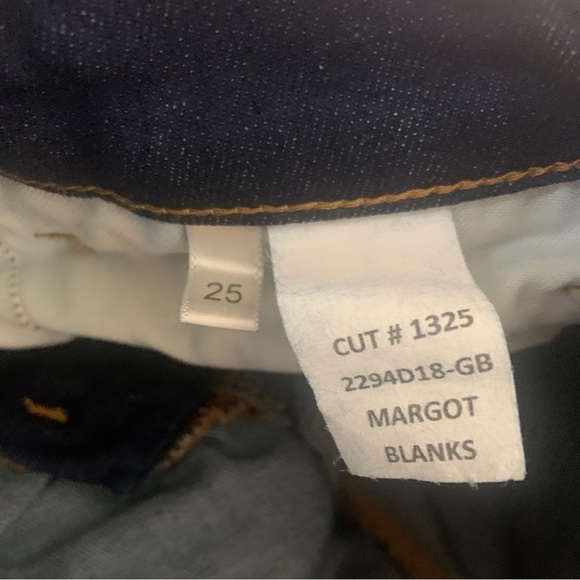 25
CUT # 1325
2294D18-GB
MARGOT
BLANKS